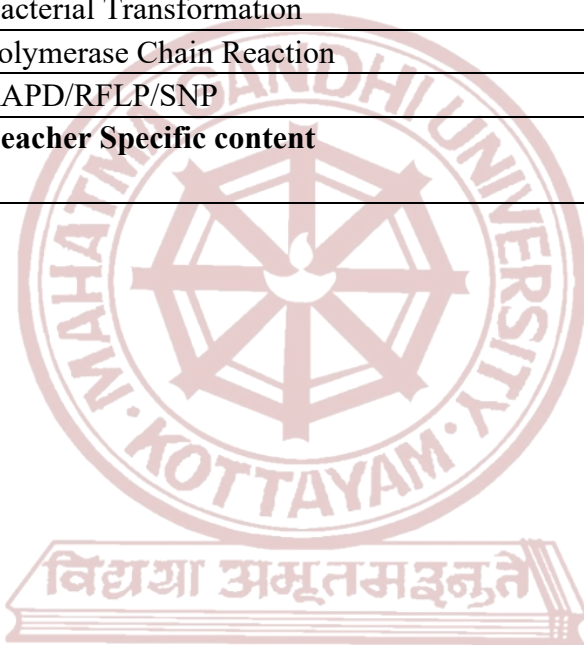 acterial Transformation
olymerase Chain Reaction
APD/RFLP/SNP
eacher Specific content
MAHATMA GANDHI UNIVERSITY
• KOTTAYAM •
विद्यया अमृतमश्नुते